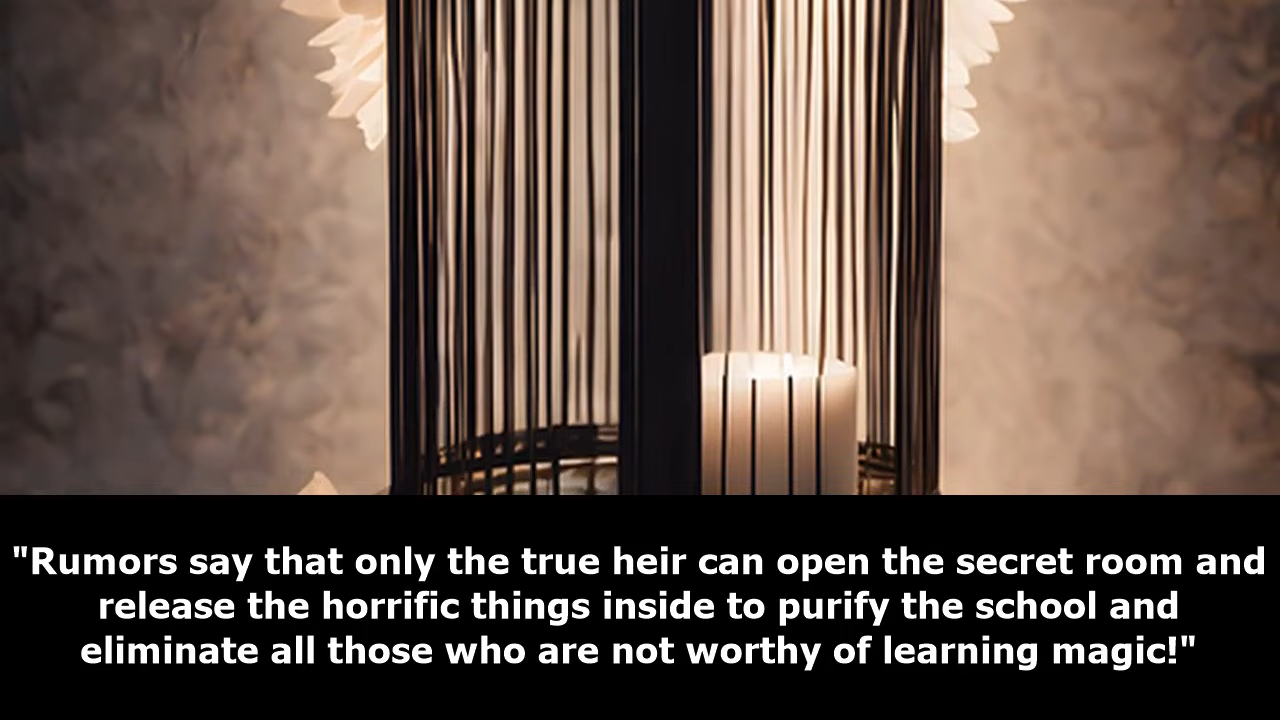 "Rumors say that only the true heir can open the secret room and
release the horrific things inside to purify the school and
eliminate all those who are not worthy of learning magic!"